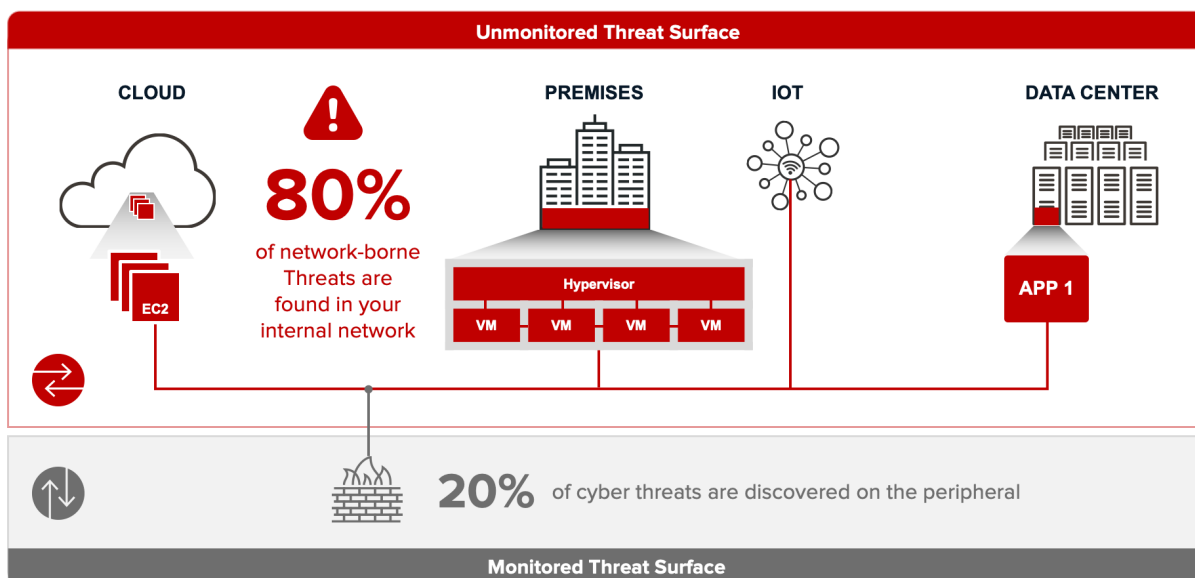 Unmonitored Threat Surface
CLOUD
PREMISES
IOT
DATA CENTER
80%
of network-borne
Threats are
found in your
internal network
EC2
Hypervisor
VM
VM
VM
VM
APP 1
20%
of cyber threats are discovered on the peripheral
Monitored Threat Surface